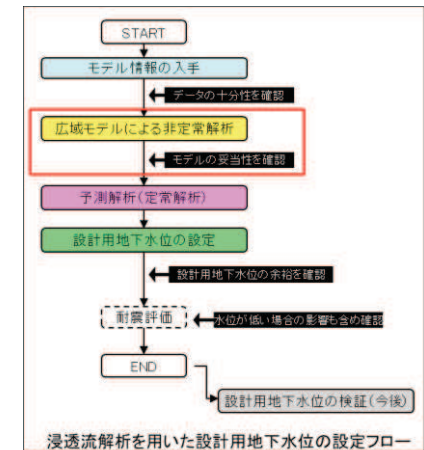 START
モデル情報の入手
データの十分性を確認
広域モデルによる非定常解析
モデルの妥当性を確認
予測解析(定常解析)
設計用地下水位の設定
設計用地下水位の余裕を確認
耐震評価
水位が低い場合の影響も含め確認
END
設計用地下水位の検証(今後)
浸透流解析を用いた設計用地下水位の設定フロー